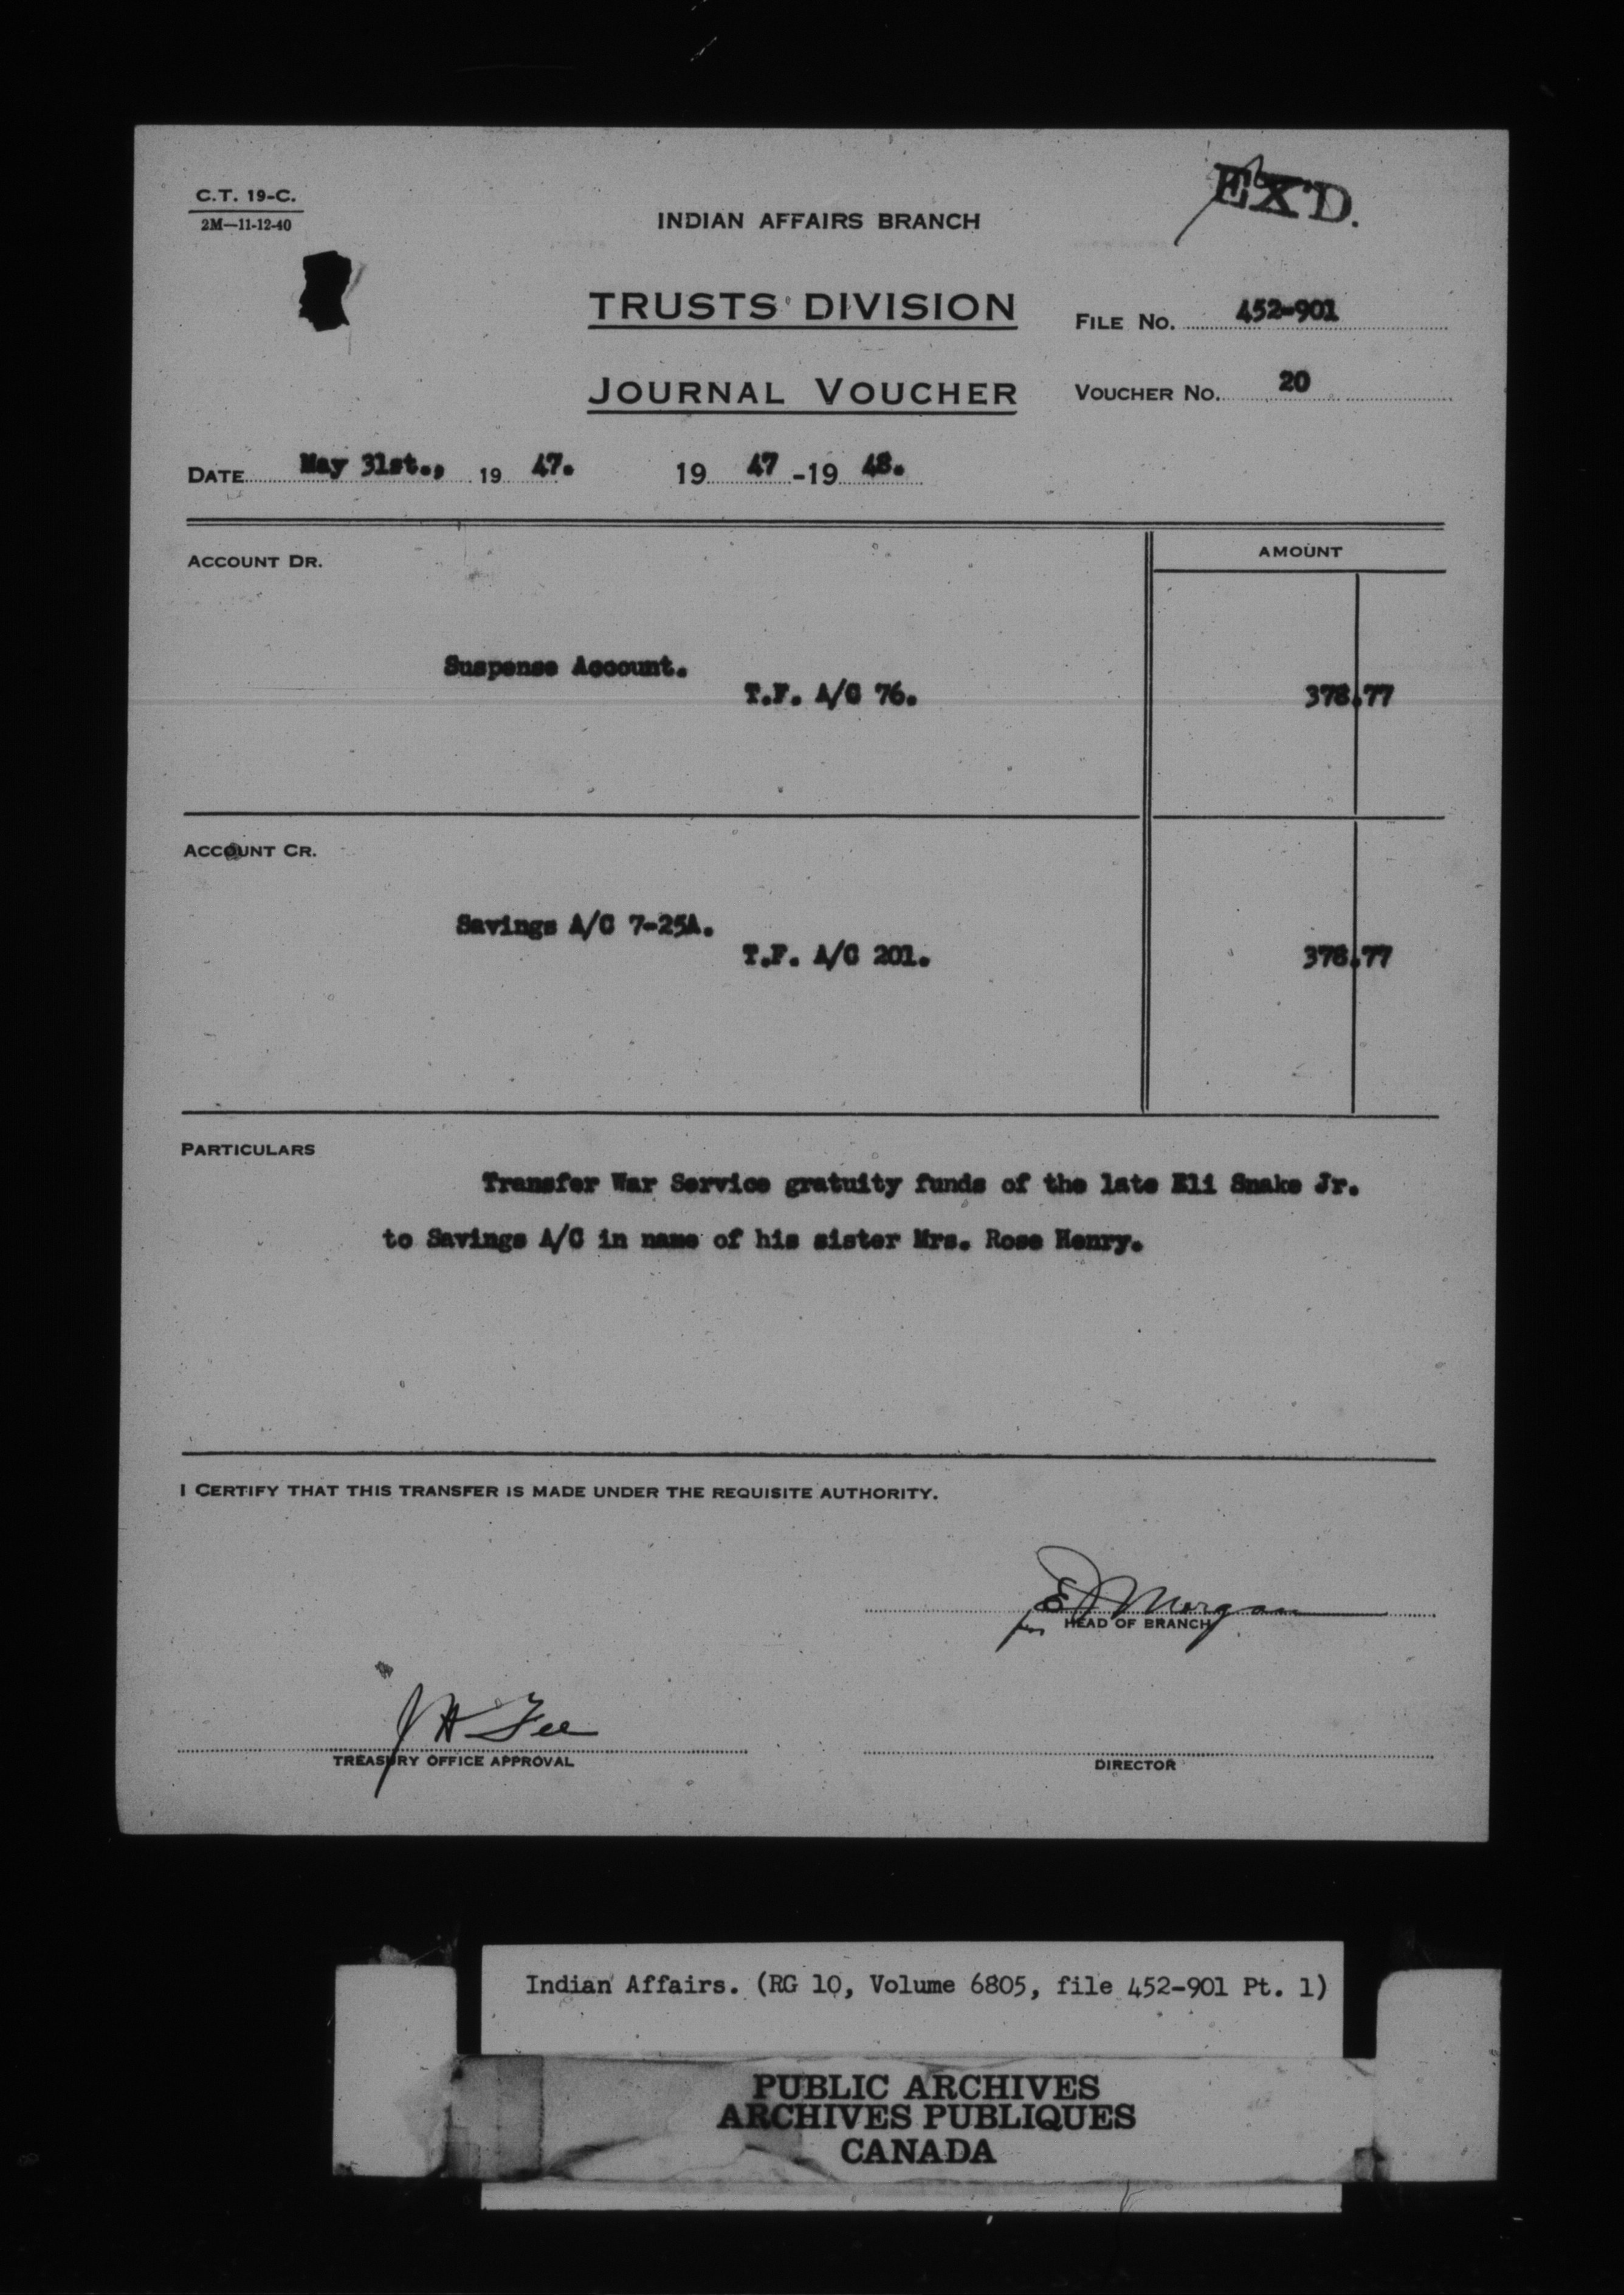 C.T. 19-C.
2M—11-12-40
EX'D.
INDIAN AFFAIRS BRANCH
TRUSTS DIVISION
FILE NO. 452-901
JOURNAL VOUCHER
VOUCHER NO. 20
DATE May 31st., 19 47. 19 47 -19 48.
ACCOUNT DR.
AMOUNT
Suspense Account.
T.F. A/C 76. 378.77
ACCOUNT CR.
Savings A/C 7-25A.
T.F. A/C 201. 378.77
PARTICULARS
Transfer War Service gratuity funds of the late Eli Snake Jr.
to Savings A/C in name of his sister Mrs. Rose Henry.
I CERTIFY THAT THIS TRANSFER IS MADE UNDER THE REQUISITE AUTHORITY.
Morgan
for HEAD OF BRANCH
J H Fee
TREASURY OFFICE APPROVAL
DIRECTOR
Indian Affairs. (RG 10, Volume 6805, file 452-901 Pt. 1)
PUBLIC ARCHIVES
ARCHIVES PUBLIQUES
CANADA